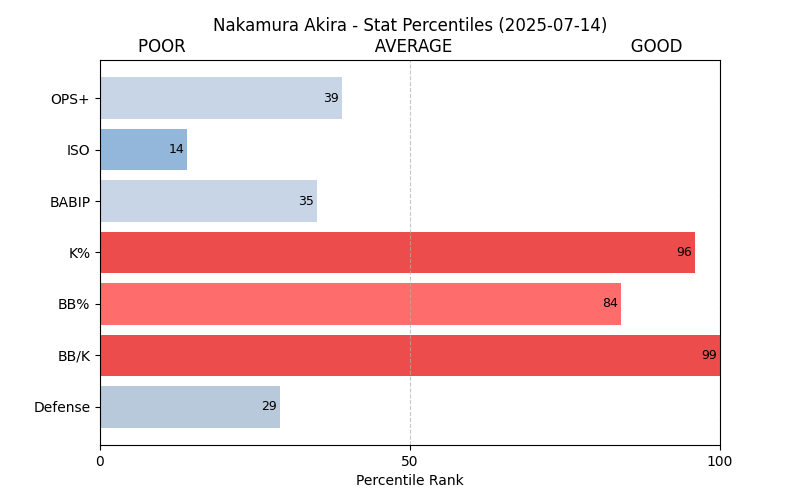 Nakamura Akira - Stat Percentiles (2025-07-14)
POOR AVERAGE GOOD
OPS+ 39
ISO 14
BABIP 35
K% 96
BB% 84
BB/K 99
Defense 29
0 50 100
Percentile Rank